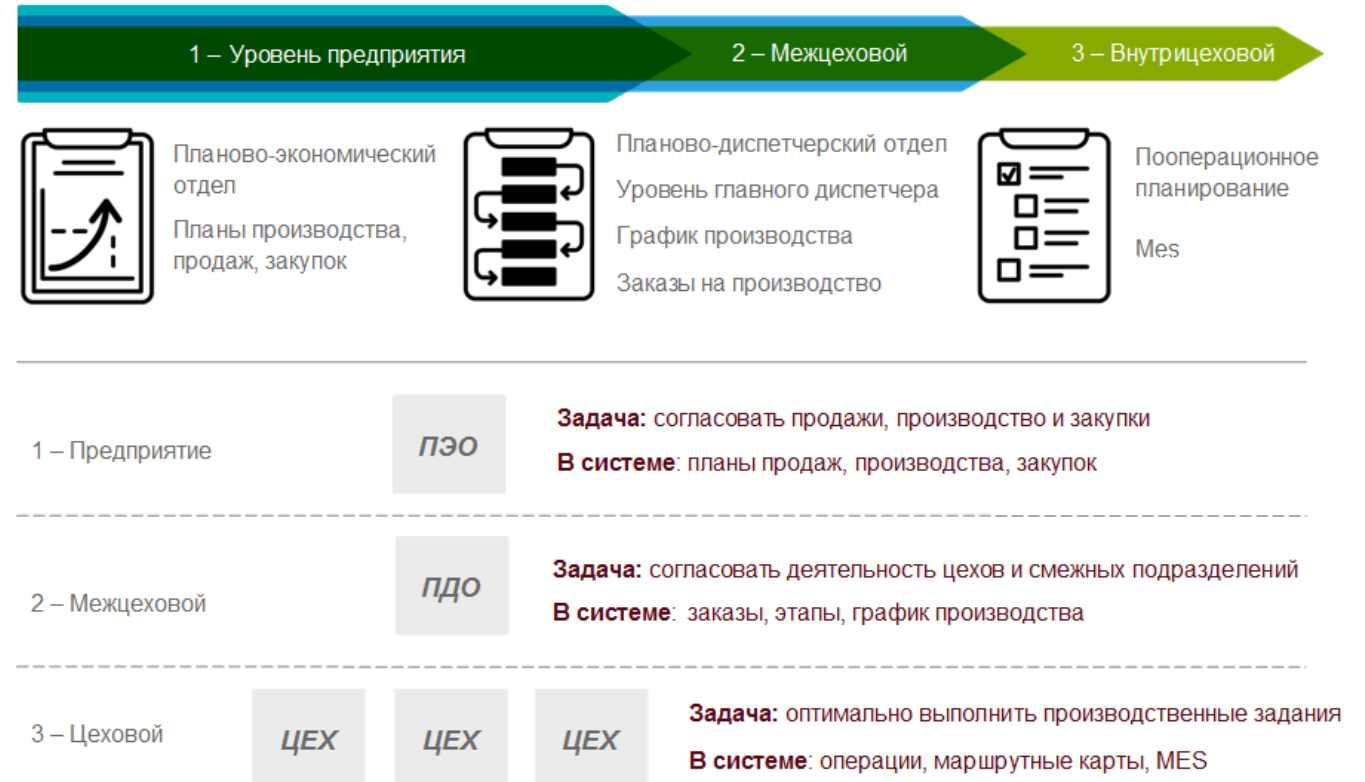 1 – Уровень предприятия
2 – Межцеховой
3 – Внутрицеховой
Планово-экономический
отдел
Планы производства,
продаж, закупок
Планово-диспетчерский отдел
Уровень главного диспетчера
График производства
Заказы на производство
Пооперационное
планирование
Mes
1 – Предприятие
ПЭО
Задача: согласовать продажи, производство и закупки
В системе: планы продаж, производства, закупок
2 – Межцеховой
ПДО
Задача: согласовать деятельность цехов и смежных подразделений
В системе: заказы, этапы, график производства
3 – Цеховой
ЦЕХ
ЦЕХ
ЦЕХ
Задача: оптимально выполнить производственные задания
В системе: операции, маршрутные карты, MES